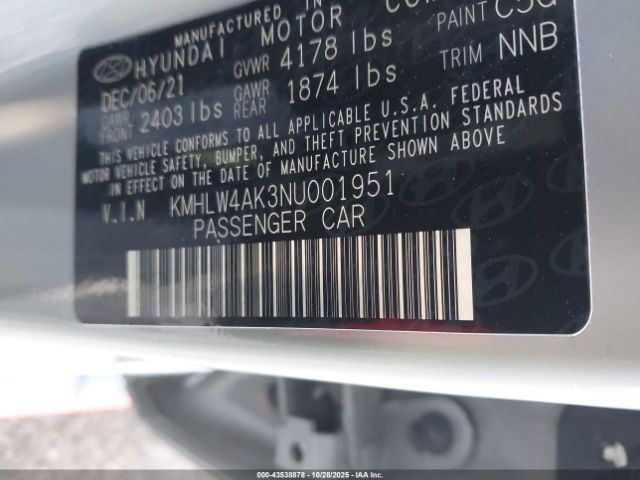 MANUFACTURED IN
HYUNDAI MOTOR
PAINT C5G
DEC/06/21 GVWR 4178 lbs TRIM NNB
GAWR FRONT 2403 lbs GAWR REAR 1874 lbs
THIS VEHICLE CONFORMS TO ALL APPLICABLE U.S.A. FEDERAL
MOTOR VEHICLE SAFETY, BUMPER, AND THEFT PREVENTION STANDARDS
IN EFFECT ON THE DATE OF MANUFACTURE SHOWN ABOVE
V.I.N KMHLW4AK3NU001951
PASSENGER CAR
000-43538878 | 10/28/2025 | IAAI, Inc.